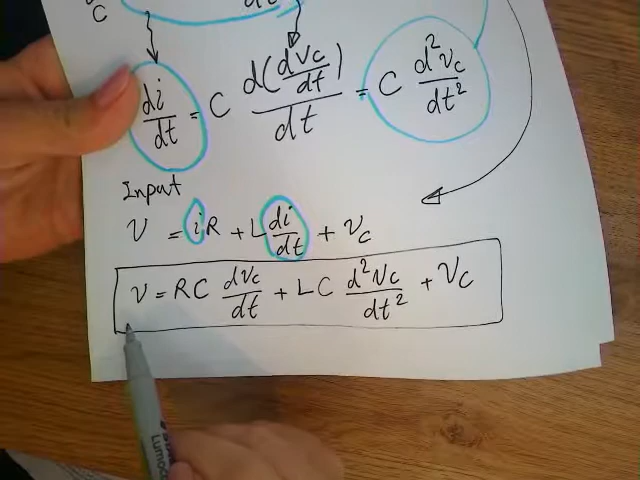 C dt
di/dt = C d(dvc/dt)/dt = C d²vc/dt²
Input
v = iR + L di/dt + vc
v = RC dvc/dt + LC d²vc/dt² + vc